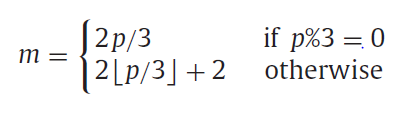 m = { 2p/3 if p%3 = 0
2⌊p/3⌋ + 2 otherwise